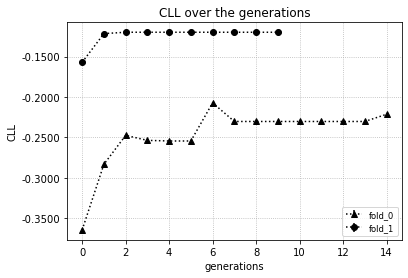 CLL over the generations
-0.1500
-0.2000
-0.2500
-0.3000
-0.3500
CLL
0 2 4 6 8 10 12 14
generations
fold_0
fold_1